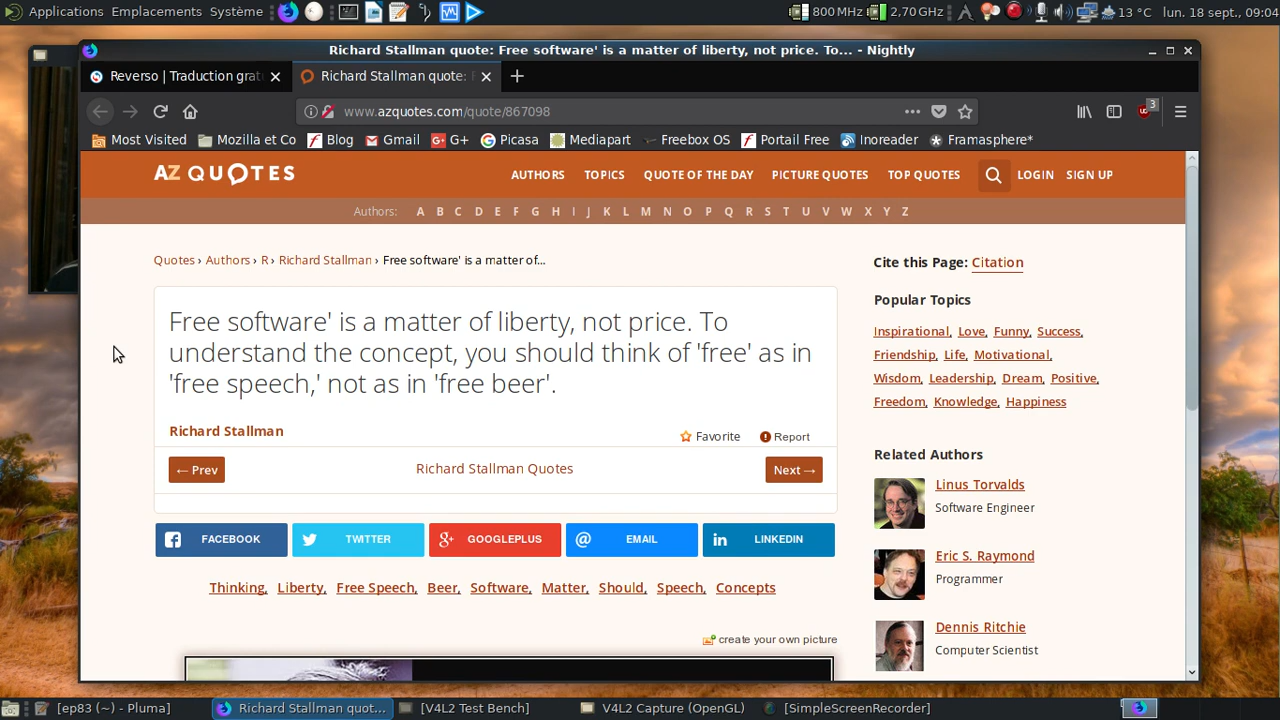 Applications Emplacements Système 800 MHz 2,70 GHz 13 °C lun. 18 sept., 09:04
Richard Stallman quote: Free software' is a matter of liberty, not price. To... - Nightly
Reverso | Traduction grat
Richard Stallman quote: F
www.azquotes.com/quote/867098
3
Most Visited Mozilla et Co Blog Gmail G+ Picasa Mediapart Freebox OS Portail Free Inoreader Framasphere*
AZ QUOTES
AUTHORS TOPICS QUOTE OF THE DAY PICTURE QUOTES TOP QUOTES LOGIN SIGN UP
Authors: A B C D E F G H I J K L M N O P Q R S T U V W X Y Z
Quotes › Authors › R › Richard Stallman › Free software' is a matter of...
Free software' is a matter of liberty, not price. To
understand the concept, you should think of 'free' as in
'free speech,' not as in 'free beer'.
Richard Stallman
Favorite Report
← Prev Richard Stallman Quotes Next →
FACEBOOK TWITTER GOOGLEPLUS EMAIL LINKEDIN
Thinking, Liberty, Free Speech, Beer, Software, Matter, Should, Speech, Concepts
create your own picture
Cite this Page: Citation
Popular Topics
Inspirational, Love, Funny, Success,
Friendship, Life, Motivational,
Wisdom, Leadership, Dream, Positive,
Freedom, Knowledge, Happiness
Related Authors
Linus Torvalds
Software Engineer
Eric S. Raymond
Programmer
Dennis Ritchie
Computer Scientist
[ep83 (~) - Pluma] Richard Stallman quot... [V4L2 Test Bench] V4L2 Capture (OpenGL) [SimpleScreenRecorder]